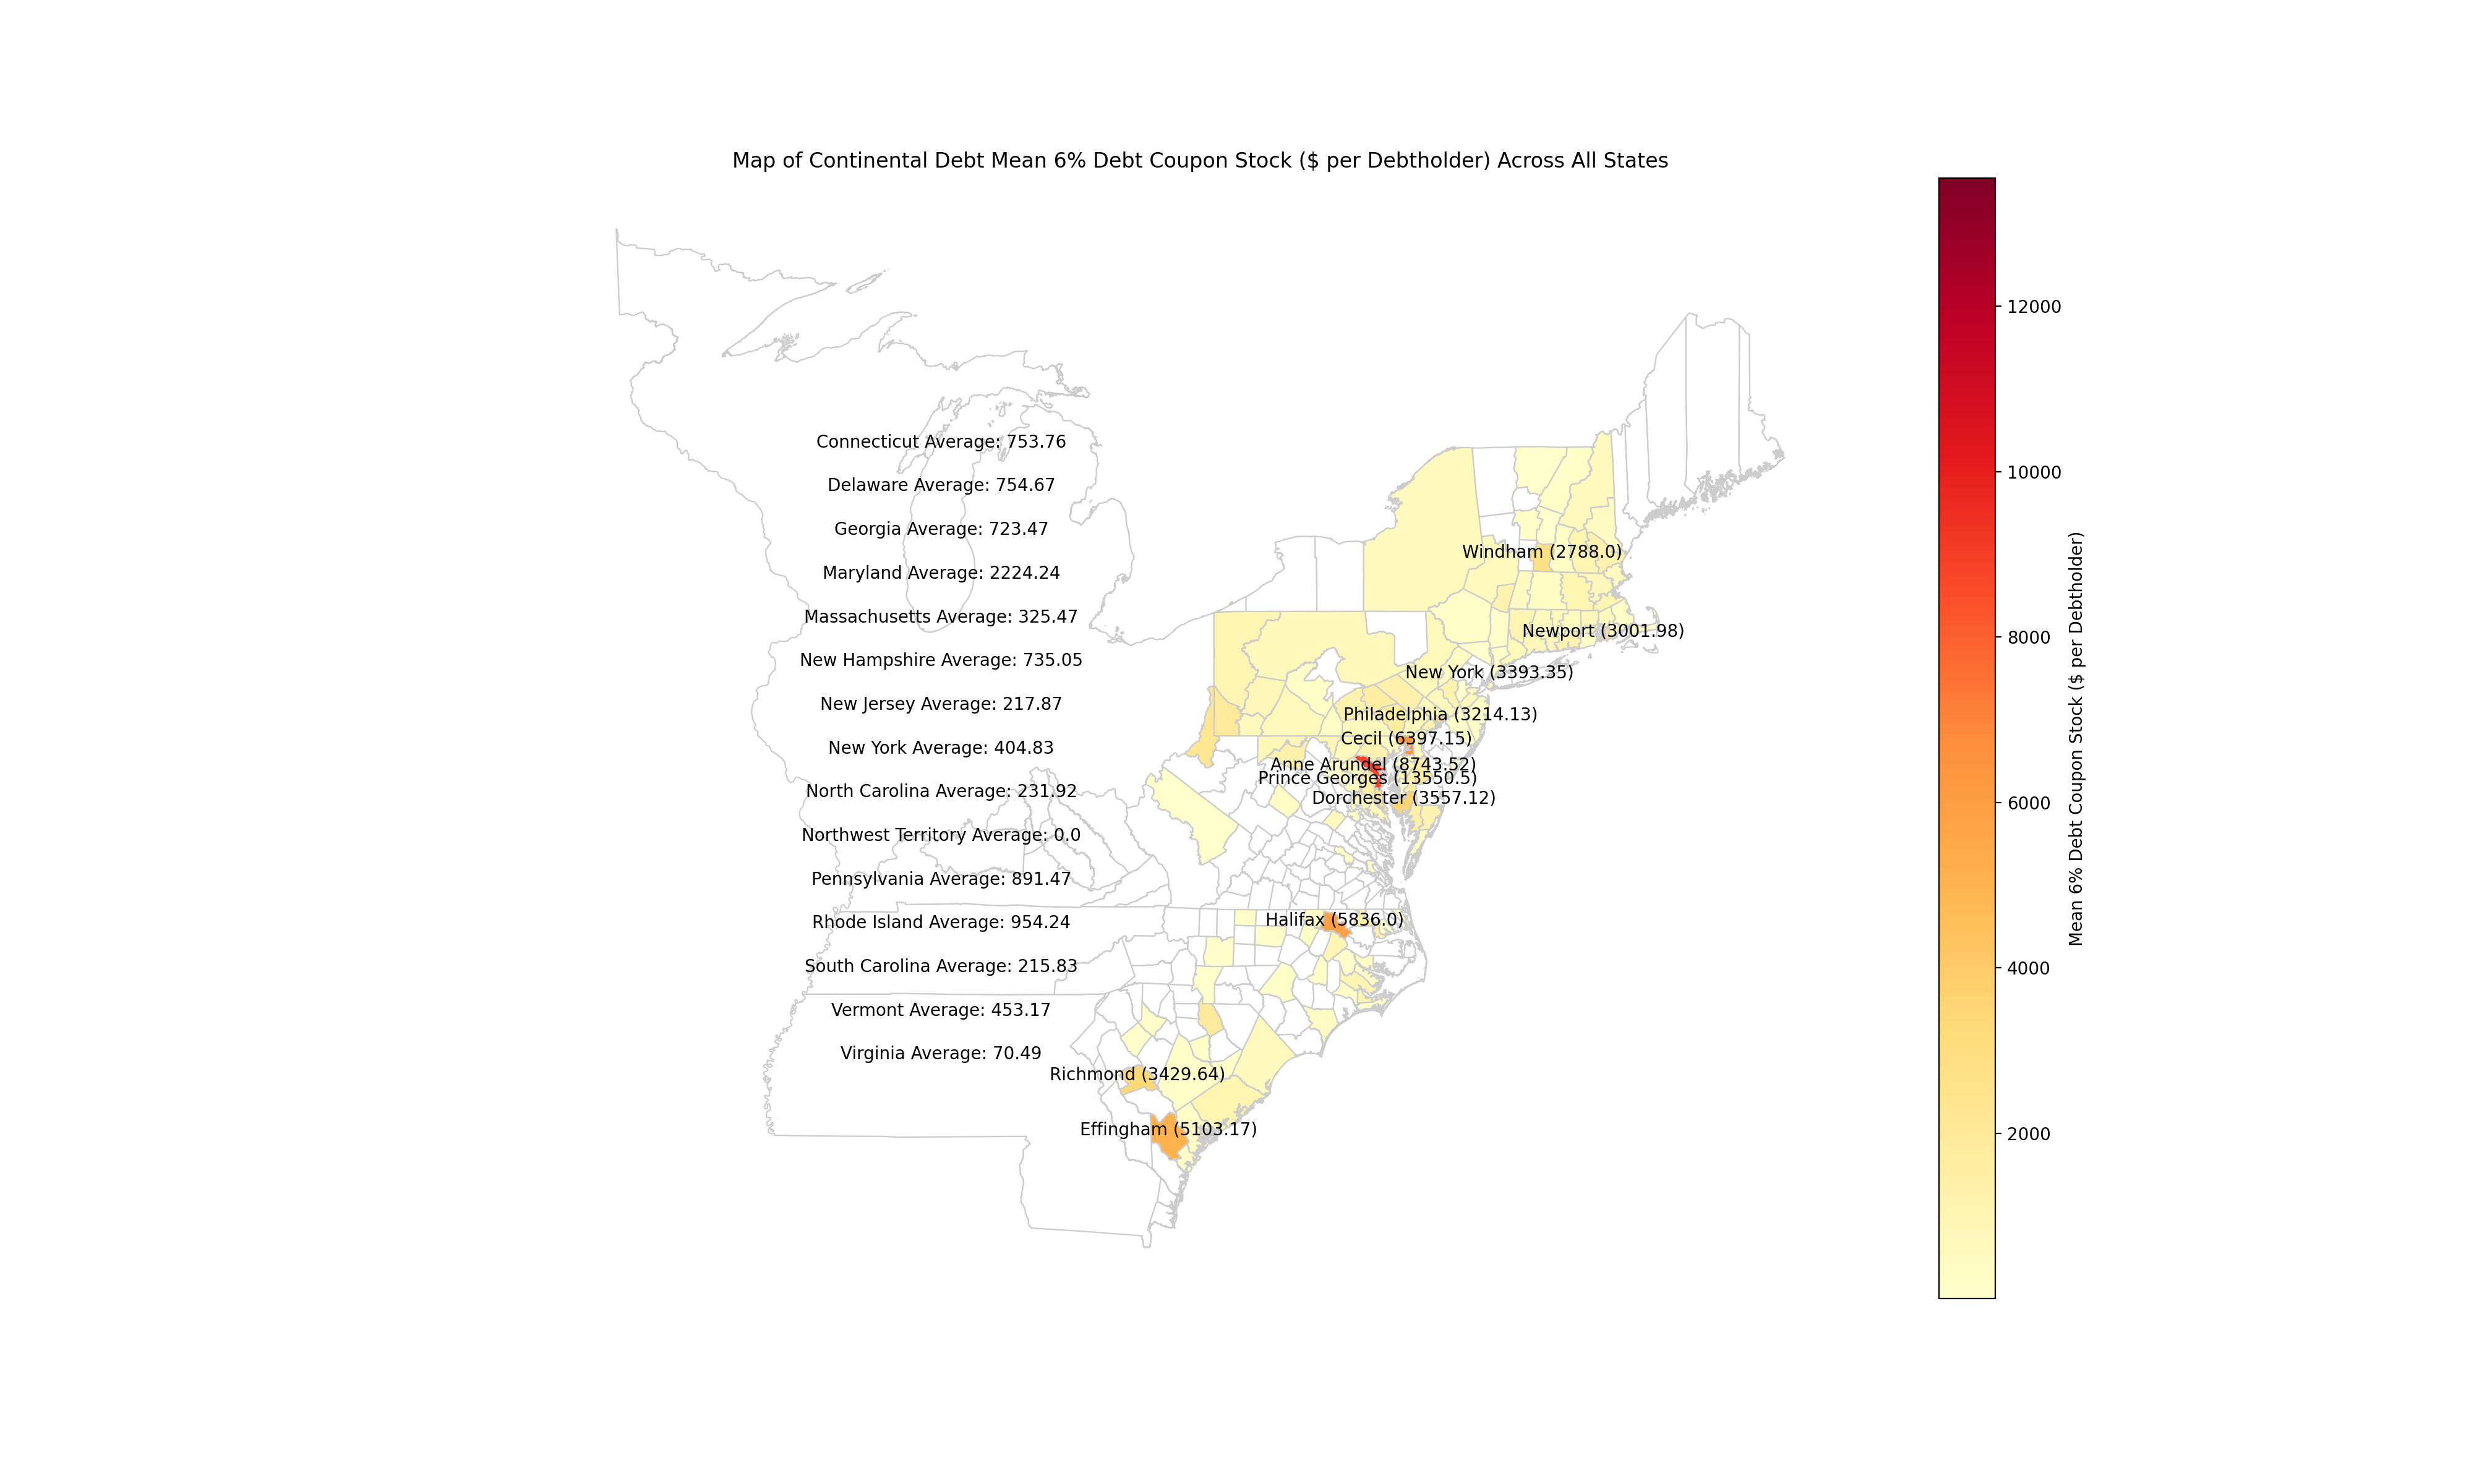 Map of Continental Debt Mean 6% Debt Coupon Stock ($ per Debtholder) Across All States
Connecticut Average: 753.76
Delaware Average: 754.67
Georgia Average: 723.47
Maryland Average: 2224.24
Massachusetts Average: 325.47
New Hampshire Average: 735.05
New Jersey Average: 217.87
New York Average: 404.83
North Carolina Average: 231.92
Northwest Territory Average: 0.0
Pennsylvania Average: 891.47
Rhode Island Average: 954.24
South Carolina Average: 215.83
Vermont Average: 453.17
Virginia Average: 70.49
Windham (2788.0)
Newport (3001.98)
New York (3393.35)
Philadelphia (3214.13)
Cecil (6397.15)
Anne Arundel (8743.52)
Prince Georges (13550.5)
Dorchester (3557.12)
Halifax (5836.0)
Richmond (3429.64)
Effingham (5103.17)
12000
10000
8000
6000
4000
2000
Mean 6% Debt Coupon Stock ($ per Debtholder)